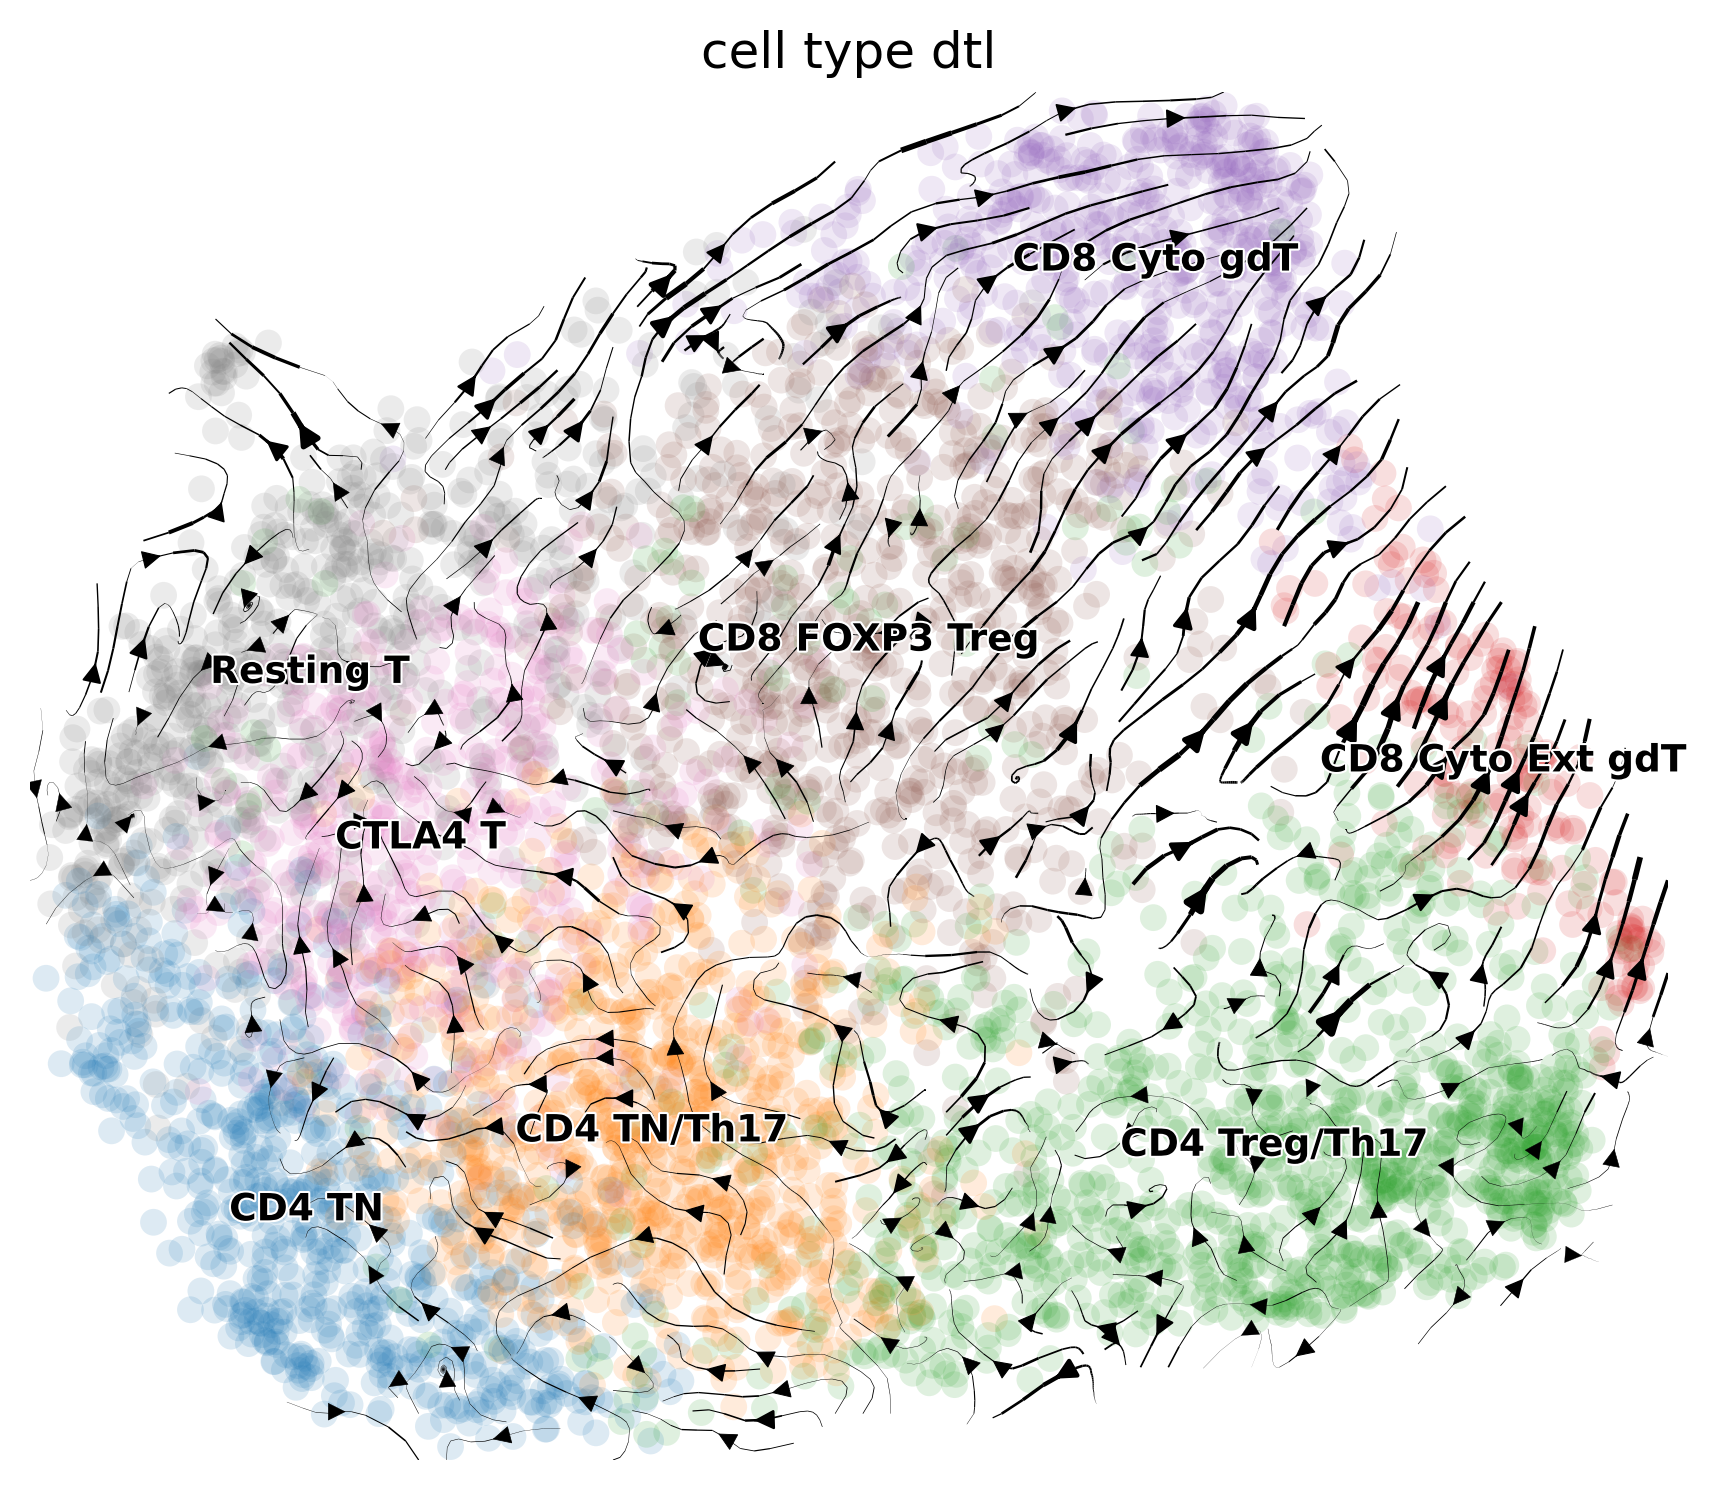 cell type dtl
CD8 Cyto gdT
CD8 FOXP3 Treg
Resting T
CD8 Cyto Ext gdT
CTLA4 T
CD4 TN/Th17
CD4 Treg/Th17
CD4 TN